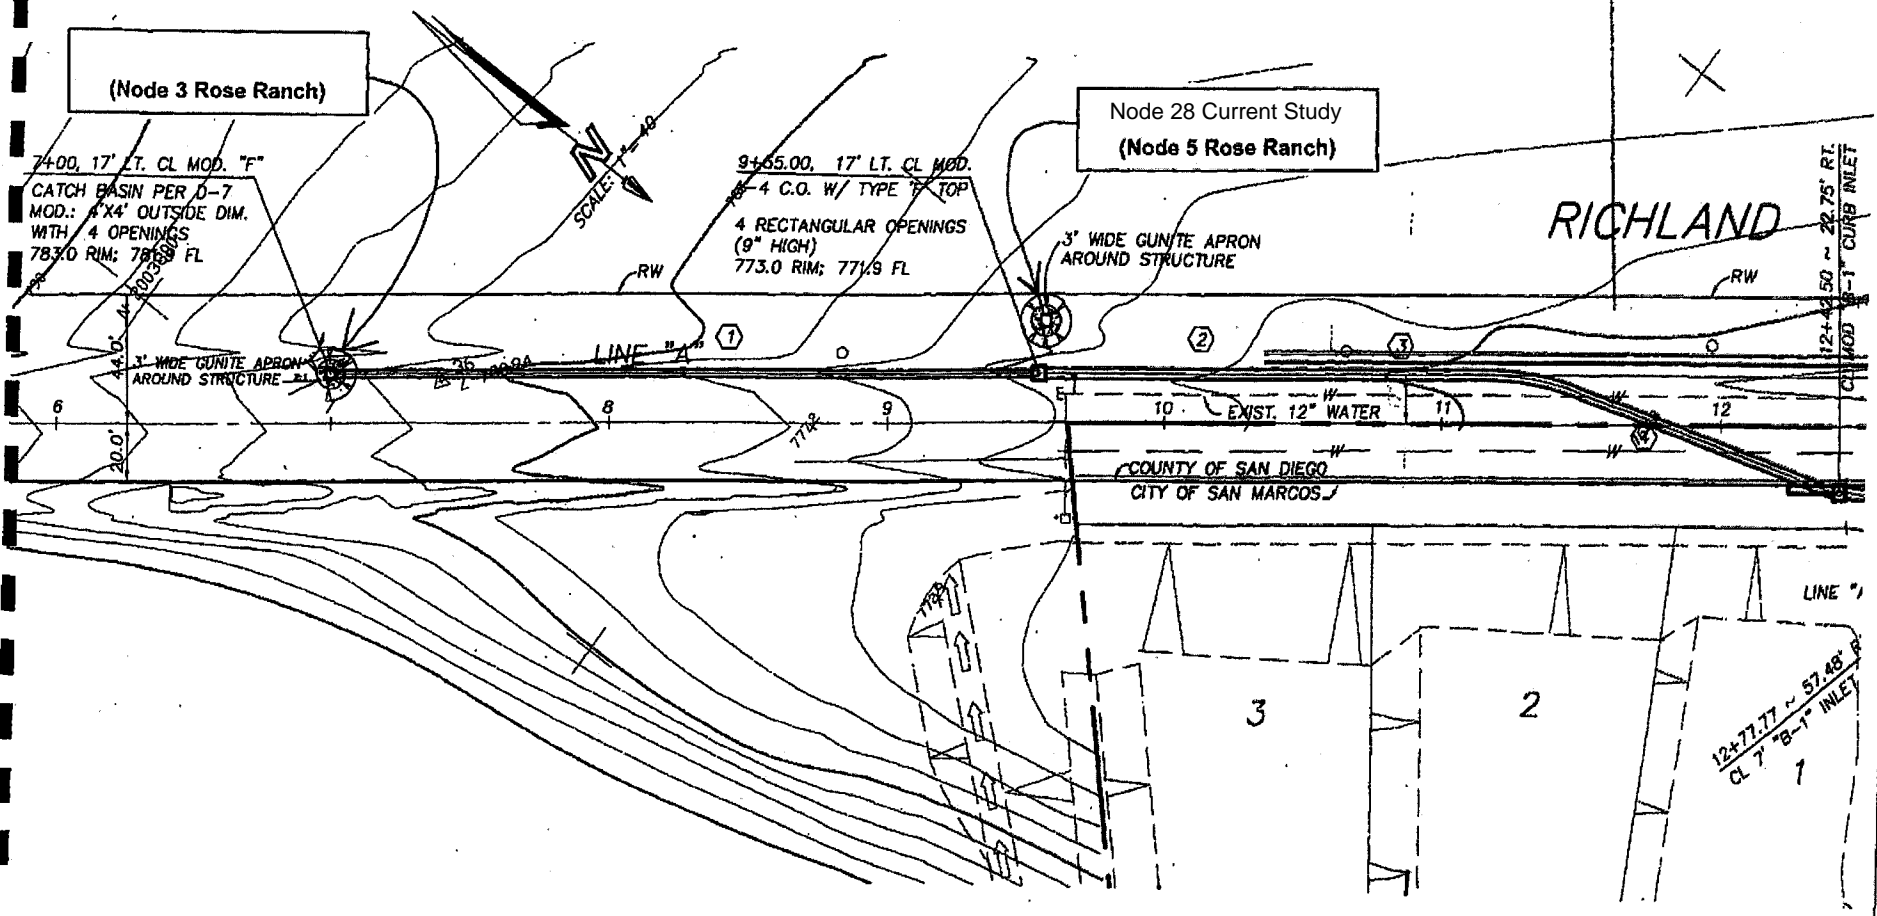 (Node 3 Rose Ranch)
7+00, 17' LT. CL MOD. "F"
CATCH BASIN PER D-7
MOD.: 4'X4' OUTSIDE DIM.
WITH 4 OPENINGS
783.0 RIM; FL
3' WIDE GUNITE APRON
AROUND STRUCTURE
44.0'
20.0'
N
SCALE:
40
9+65.00, 17' LT. CL MOD.
A-4 C.O. W/ TYPE "F" TOP
4 RECTANGULAR OPENINGS
(9" HIGH)
773.0 RIM; 771.9 FL
Node 28 Current Study
(Node 5 Rose Ranch)
3' WIDE GUNITE APRON
AROUND STRUCTURE
RICHLAND
12+42.50 ~ 22.75' RT.
MOD B-1" CURB INLET
RW
RW
LINE "A"
1
2
3
6
8
9
10
11
12
E
W
W
W
W
EXIST. 12" WATER
COUNTY OF SAN DIEGO
CITY OF SAN MARCOS
LINE
12+77.77 ~ 57.48'
CL 7' "B-1" INLET
3
2
1